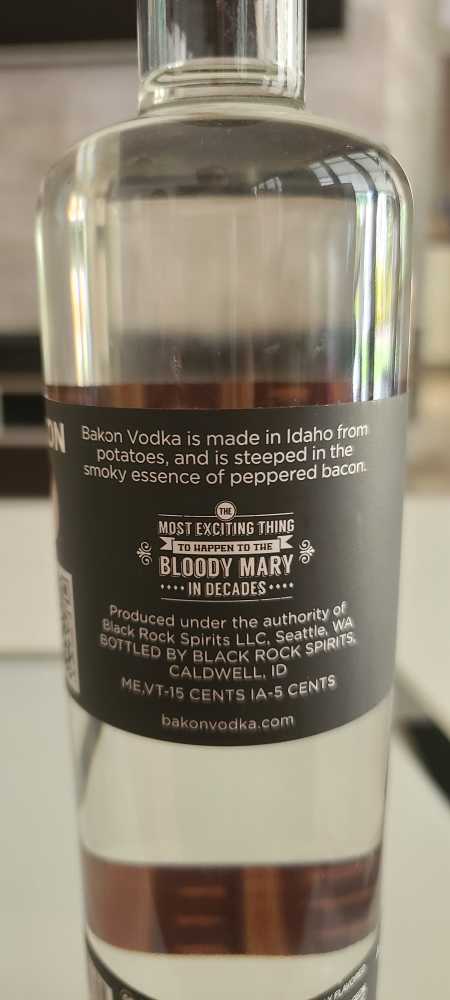 ON
Bakon Vodka is made in Idaho from
potatoes, and is steeped in the
smoky essence of peppered bacon.
THE
MOST EXCITING THING
TO HAPPEN TO THE
BLOODY MARY
IN DECADES
Produced under the authority of
Black Rock Spirits LLC, Seattle, WA
BOTTLED BY BLACK ROCK SPIRITS,
CALDWELL, ID
ME,VT-15 CENTS IA-5 CENTS
bakonvodka.com